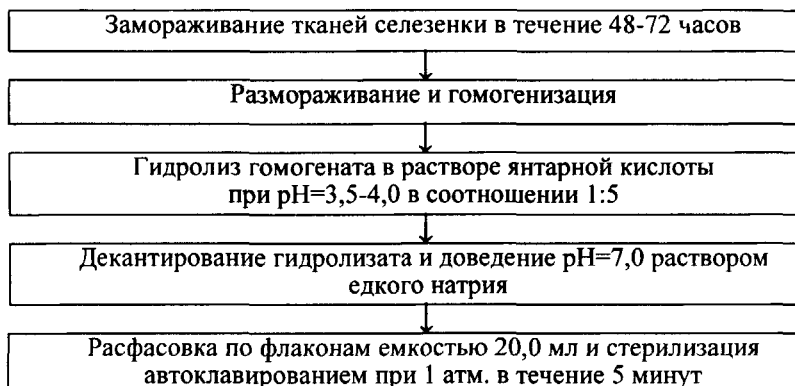 Замораживание тканей селезенки в течение 48-72 часов
Размораживание и гомогенизация
Гидролиз гомогената в растворе янтарной кислоты
при pH=3,5-4,0 в соотношении 1:5
Декантирование гидролизата и доведение pH=7,0 раствором
едкого натрия
Расфасовка по флаконам емкостью 20,0 мл и стерилизация
автоклавированием при 1 атм. в течение 5 минут